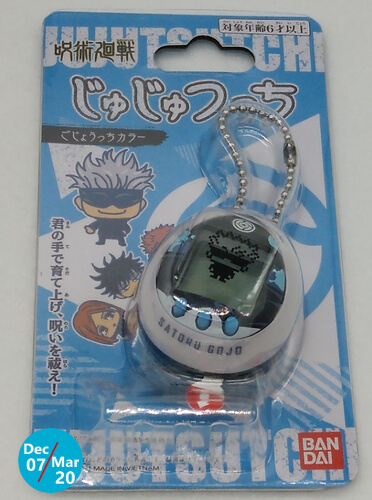 JUJUTSUTCHI
対象年齢6才以上
呪術廻戦
じゅじゅつっち
ごじょうっちカラー
君の手で育て上げ、呪いを祓え!
SATORU GOJO
Dec
07
Mar
20
MADE IN VIETNAM
JUJUTSUTCHI
BAN
DAI